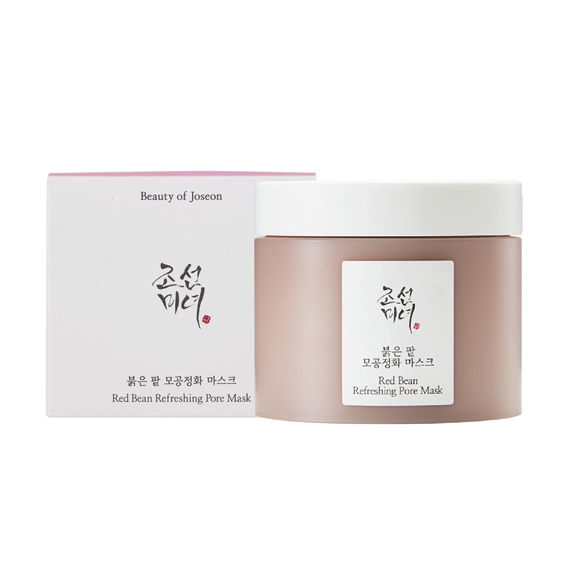 Beauty of Joseon
조선
미녀
붉은 팥 모공정화 마스크
Red Bean Refreshing Pore Mask
조선
미녀
붉은 팥
모공정화 마스크
Red Bean
Refreshing Pore Mask